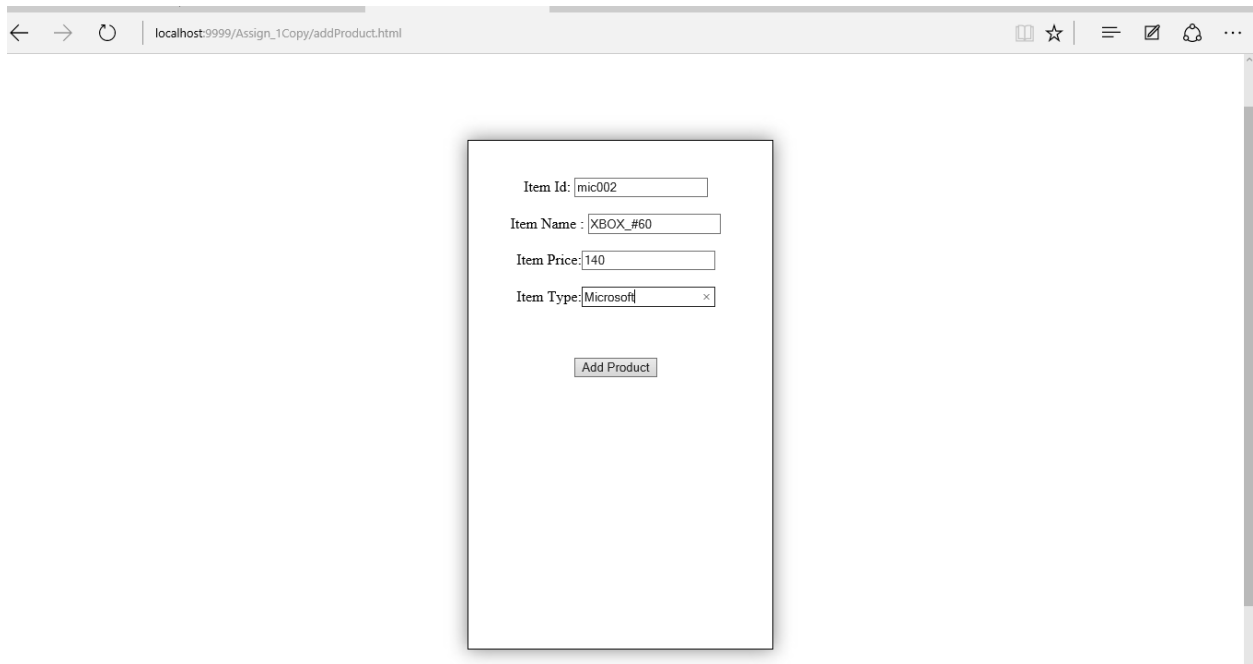 localhost:9999/Assign_1Copy/addProduct.html
Item Id: mic002
Item Name : XBOX_#60
Item Price: 140
Item Type: Microsoft
Add Product